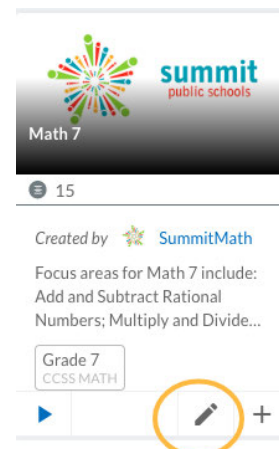 summit
public schools
Math 7
15
Created by SummitMath
Focus areas for Math 7 include:
Add and Subtract Rational
Numbers; Multiply and Divide...
Grade 7
CCSS MATH